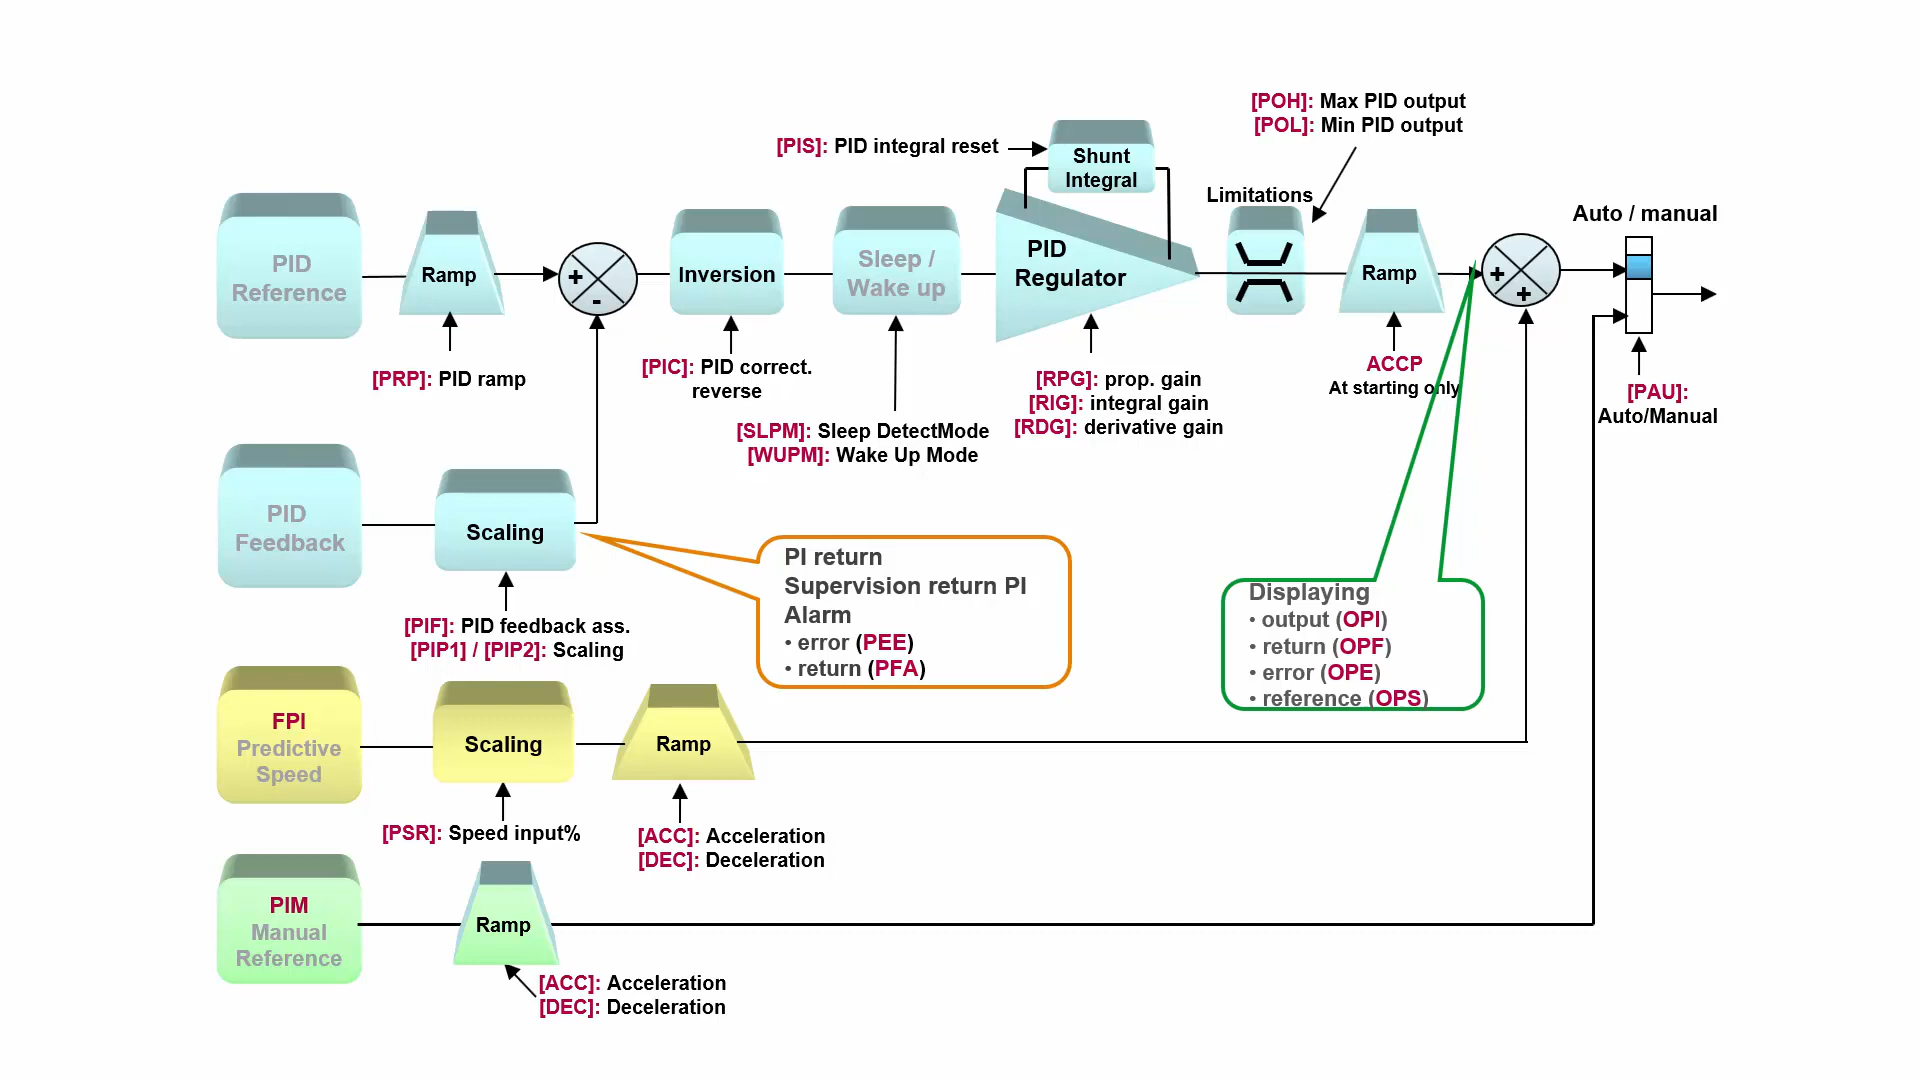 [POH]: Max PID output
[POL]: Min PID output
[PIS]: PID integral reset
Shunt
Integral
Limitations
Auto / manual
PID
Reference
Ramp
+
-
Inversion
Sleep /
Wake up
PID
Regulator
Ramp
+
+
[PRP]: PID ramp
[PIC]: PID correct.
reverse
[SLPM]: Sleep DetectMode
[WUPM]: Wake Up Mode
[RPG]: prop. gain
[RIG]: integral gain
[RDG]: derivative gain
ACCP
At starting only
[PAU]:
Auto/Manual
PID
Feedback
Scaling
[PIF]: PID feedback ass.
[PIP1] / [PIP2]: Scaling
PI return
Supervision return PI
Alarm
• error (PEE)
• return (PFA)
Displaying
• output (OPI)
• return (OPF)
• error (OPE)
• reference (OPS)
FPI
Predictive
Speed
Scaling
Ramp
[PSR]: Speed input%
[ACC]: Acceleration
[DEC]: Deceleration
PIM
Manual
Reference
Ramp
[ACC]: Acceleration
[DEC]: Deceleration